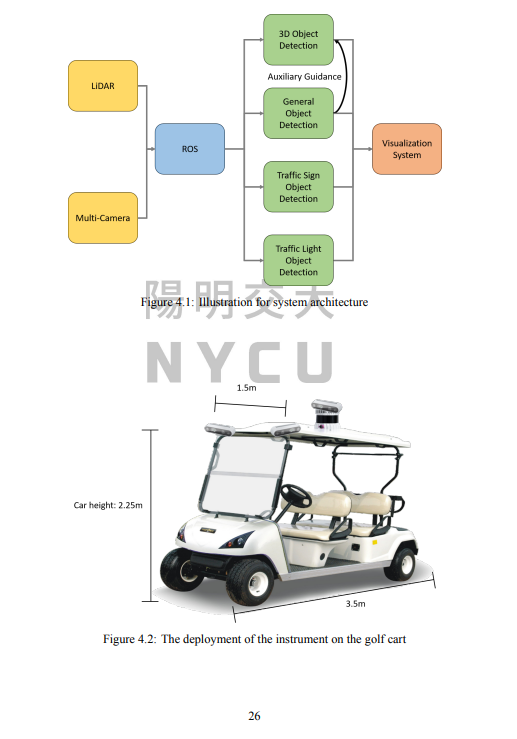 3D Object
Detection
Auxiliary Guidance
LiDAR
General
Object
Detection
ROS
Visualization
System
Traffic Sign
Object
Detection
Multi-Camera
Traffic Light
Object
Detection
Figure 4.1: Illustration for system architecture
陽明交大
NYCU
1.5m
Car height: 2.25m
3.5m
Figure 4.2: The deployment of the instrument on the golf cart
26